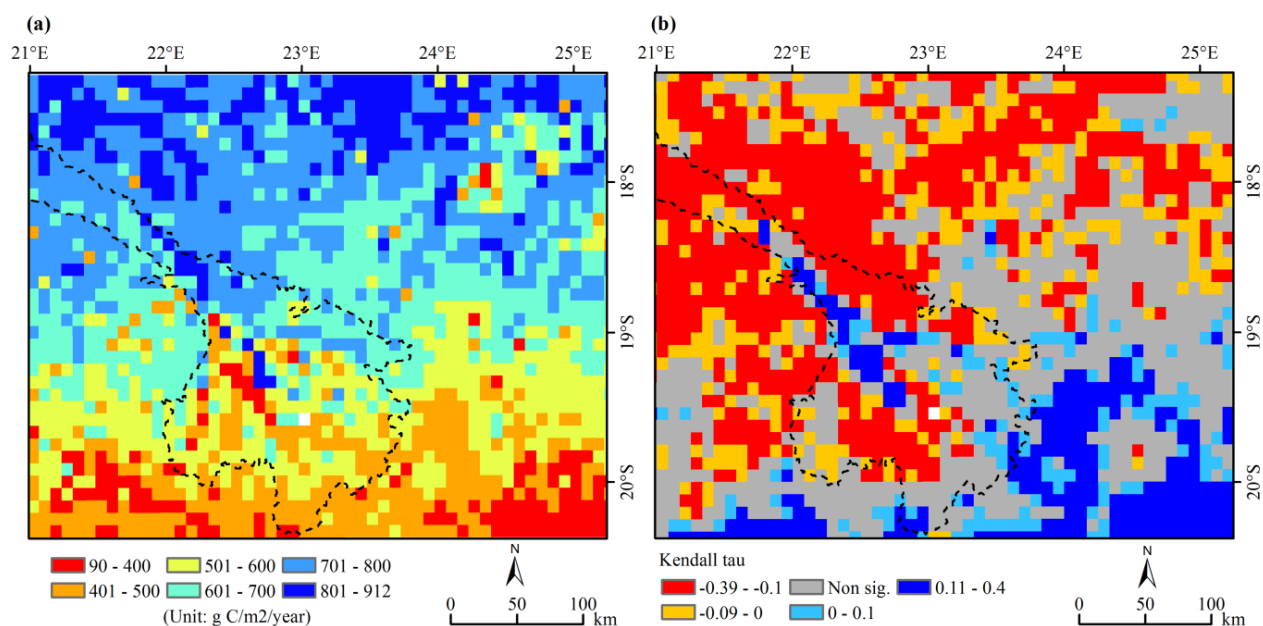 (a)
21°E 22°E 23°E 24°E 25°E
18°S
19°S
20°S
90 - 400 501 - 600 701 - 800
401 - 500 601 - 700 801 - 912
(Unit: g C/m2/year)
N
0 50 100
km
(b)
21°E 22°E 23°E 24°E 25°E
18°S
19°S
20°S
Kendall tau
-0.39 - -0.1 Non sig. 0.11 - 0.4
-0.09 - 0 0 - 0.1
N
0 50 100
km